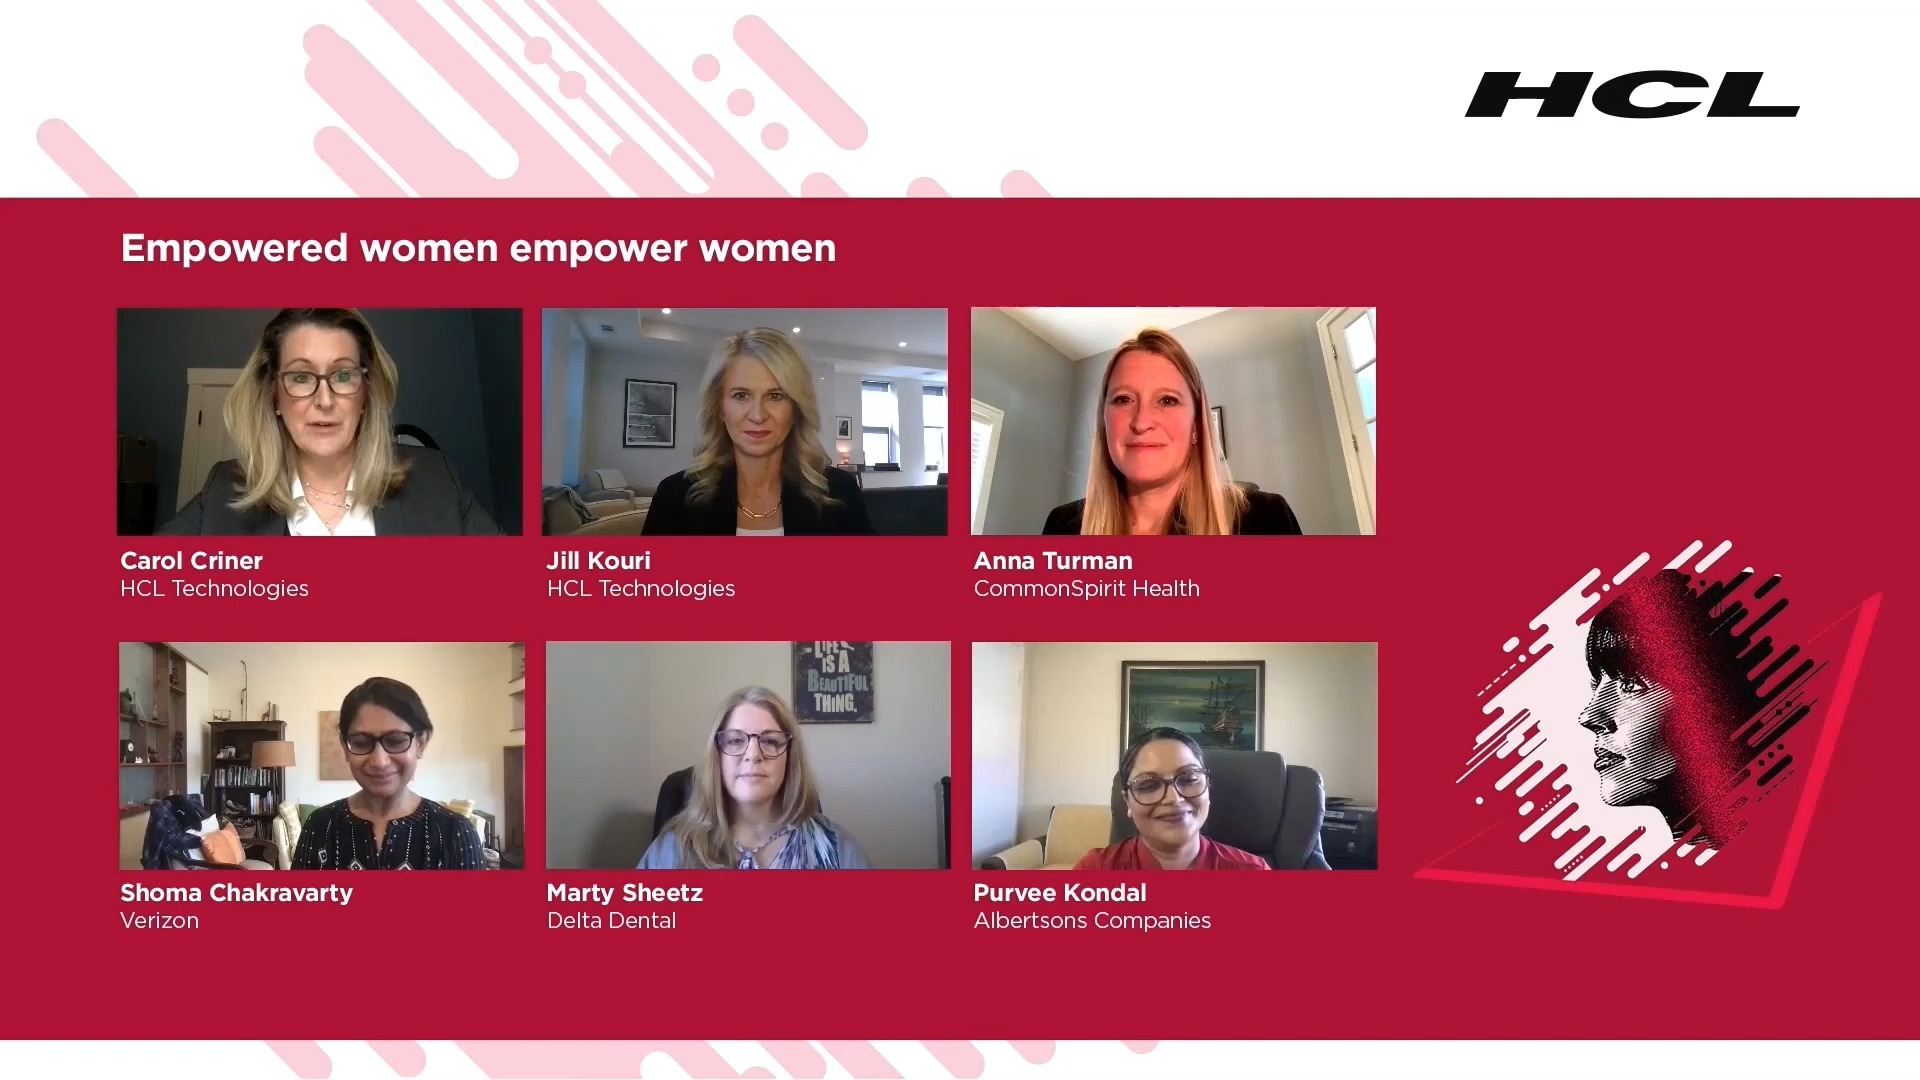 HCL
Empowered women empower women
Carol Criner
HCL Technologies
Jill Kouri
HCL Technologies
Anna Turman
CommonSpirit Health
LIFE
IS A
BEAUTIFUL
THING.
Shoma Chakravarty
Verizon
Marty Sheetz
Delta Dental
Purvee Kondal
Albertsons Companies